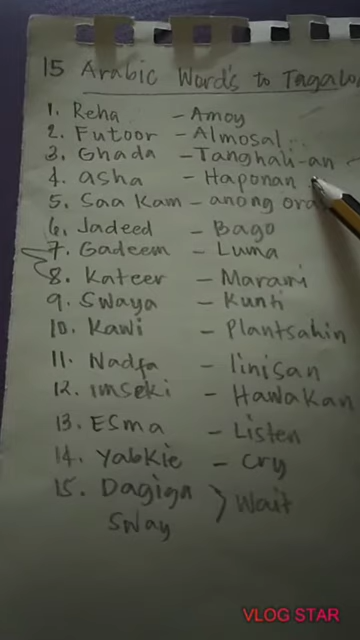 15 Arabic Words to Tagalo
1. Reha - Amoy
2. Futoor - Almosal
3. Ghada - Tanghali-an
4. asha - Haponan
5. Saa kam - anong ora
6. Jadeed - Bago
7. Gadeem - Luma
8. Kateer - Marami
9. Swaya - Kunti
10. Kawi - Plantsahin
11. Nadfa - linisan
12. imseki - Hawakan
13. Esma - Listen
14. Yabkie - Cry
15. Dagiga } Wait
Sway
VLOG STAR